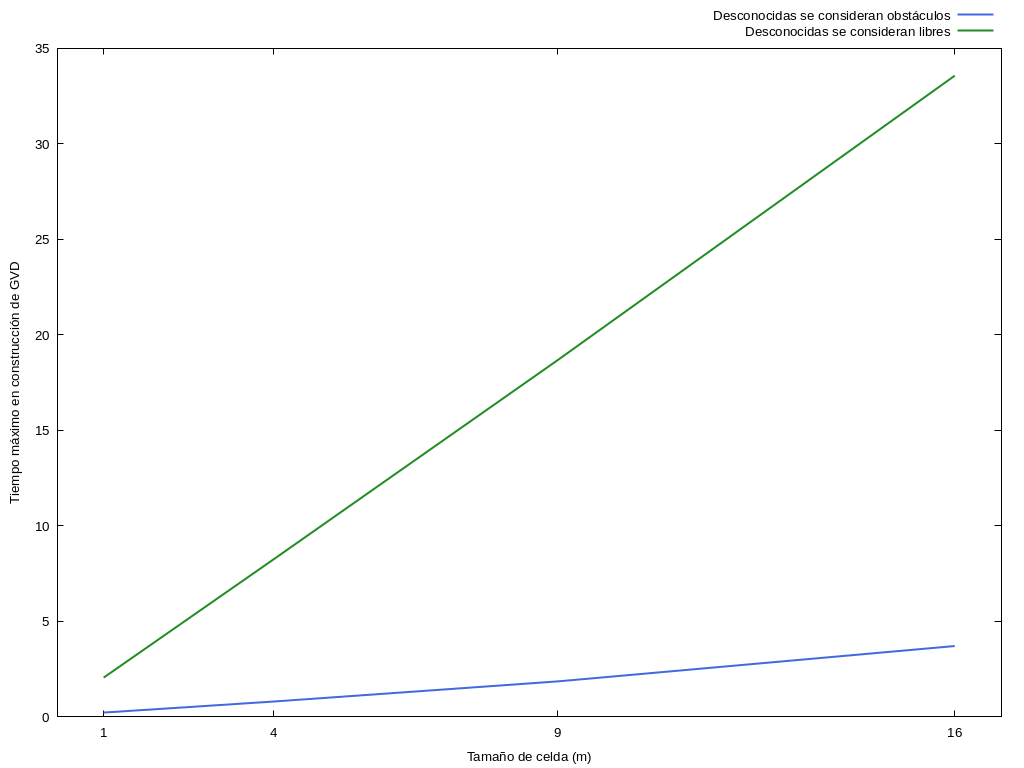 Desconocidas se consideran obstáculos
Desconocidas se consideran libres
35
30
25
20
15
10
5
0
Tiempo máximo en construcción de GVD
1 4 9 16
Tamaño de celda (m)